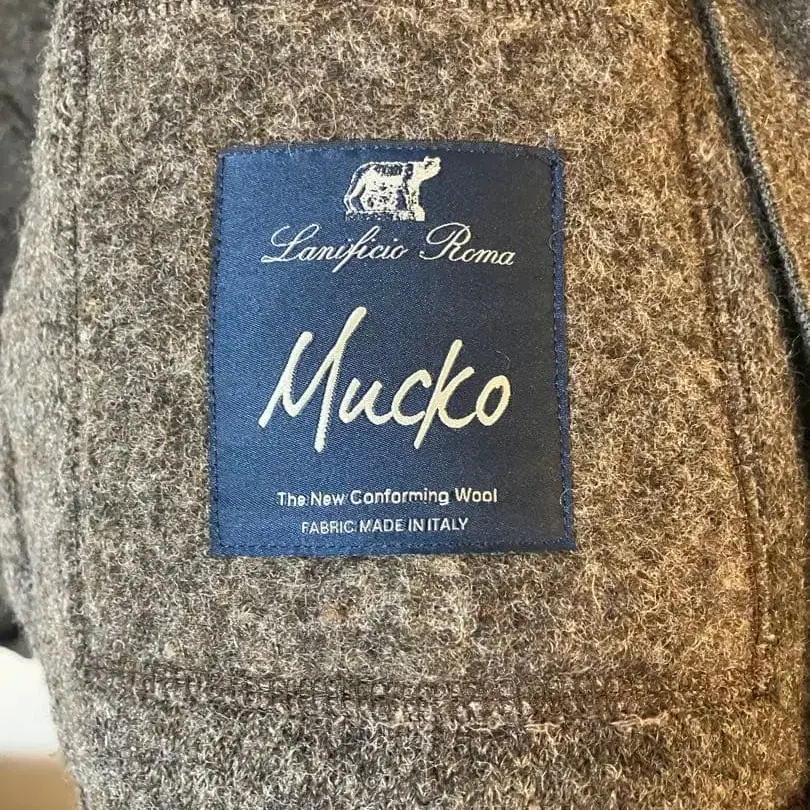 Lanificio Roma
Mucko
The New Conforming Wool
FABRIC MADE IN ITALY